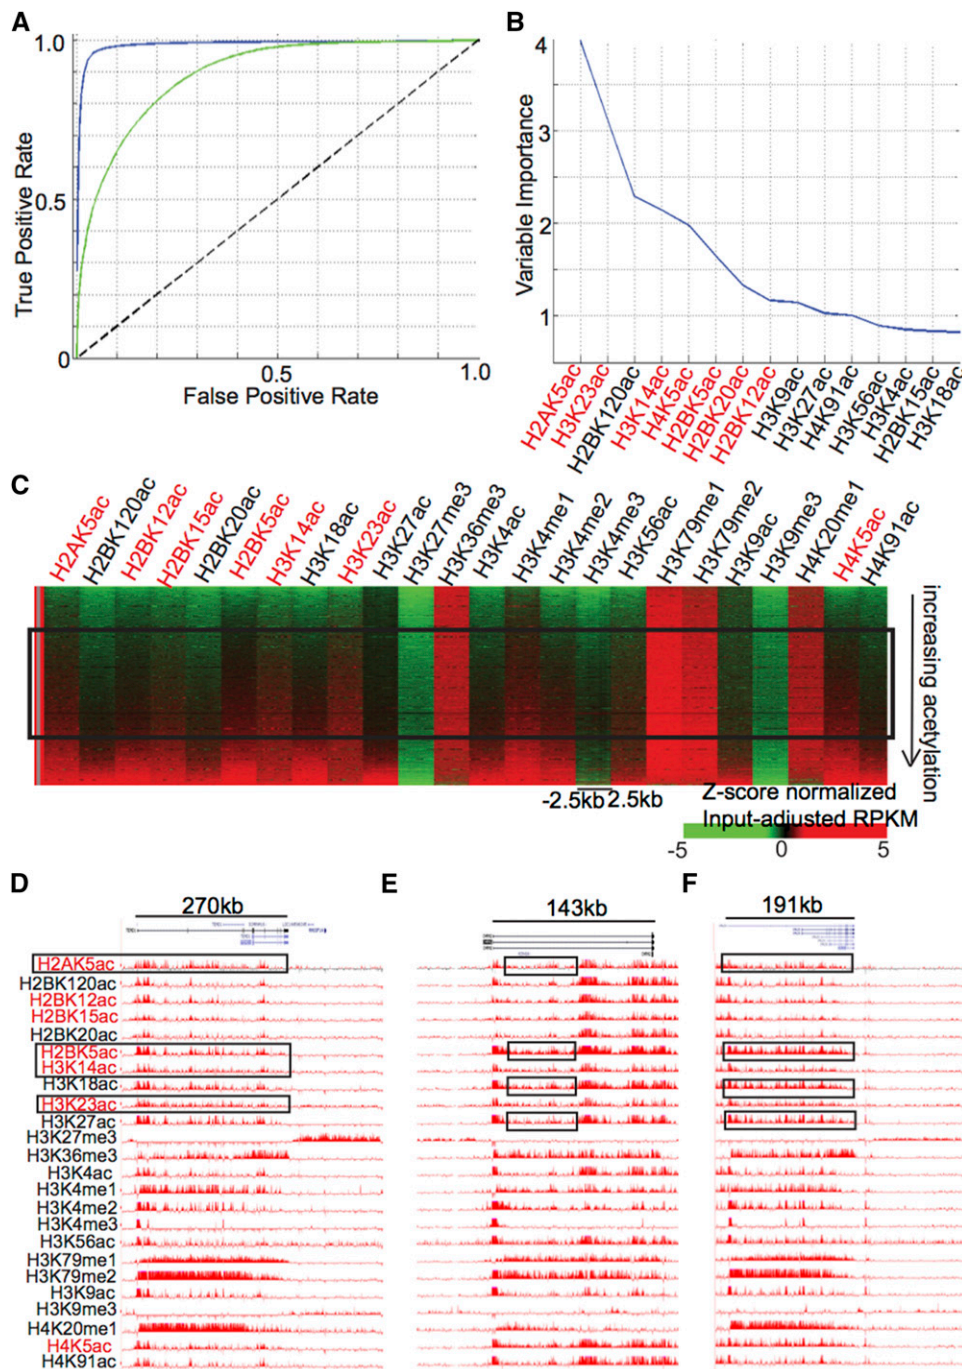 A
1.0
True Positive Rate
0.5
0
0.5
1.0
False Positive Rate
B
4
3
2
1
Variable Importance
H2AK5ac
H3K23ac
H2BK120ac
H3K14ac
H4K5ac
H2BK5ac
H2BK20ac
H2BK12ac
H3K9ac
H3K27ac
H4K91ac
H3K56ac
H3K4ac
H2BK15ac
H3K18ac
C
H2AK5ac
H2BK120ac
H2BK12ac
H2BK15ac
H2BK20ac
H2BK5ac
H3K14ac
H3K18ac
H3K23ac
H3K27ac
H3K27me3
H3K36me3
H3K4ac
H3K4me1
H3K4me2
H3K4me3
H3K56ac
H3K79me1
H3K79me2
H3K9ac
H3K9me3
H4K20me1
H4K5ac
H4K91ac
increasing acetylation
-2.5kb 2.5kb
Z-score normalized
Input-adjusted RPKM
-5 0 5
D
270kb
E
143kb
F
191kb
H2AK5ac
H2BK120ac
H2BK12ac
H2BK15ac
H2BK20ac
H2BK5ac
H3K14ac
H3K18ac
H3K23ac
H3K27ac
H3K27me3
H3K36me3
H3K4ac
H3K4me1
H3K4me2
H3K4me3
H3K56ac
H3K79me1
H3K79me2
H3K9ac
H3K9me3
H4K20me1
H4K5ac
H4K91ac